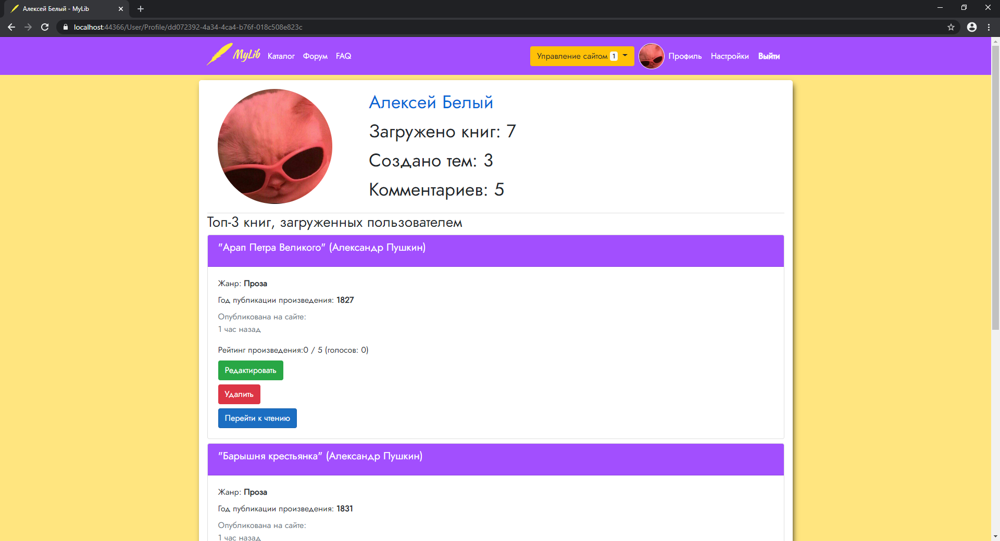 Алексей Белый - MyLib
localhost:44366/User/Profile/dd072392-4a34-4ca4-b76f-018c508e823c
MyLib Каталог Форум FAQ Управление сайтом 1 Профиль Настройки Выйти
Алексей Белый
Загружено книг: 7
Создано тем: 3
Комментариев: 5
Топ-3 книг, загруженных пользователем
"Арап Петра Великого" (Александр Пушкин)
Жанр: Проза
Год публикации произведения: 1827
Опубликована на сайте:
1 час назад
Рейтинг произведения:0 / 5 (голосов: 0)
Редактировать
Удалить
Перейти к чтению
"Барышня крестьянка" (Александр Пушкин)
Жанр: Проза
Год публикации произведения: 1831
Опубликована на сайте:
1 час назад